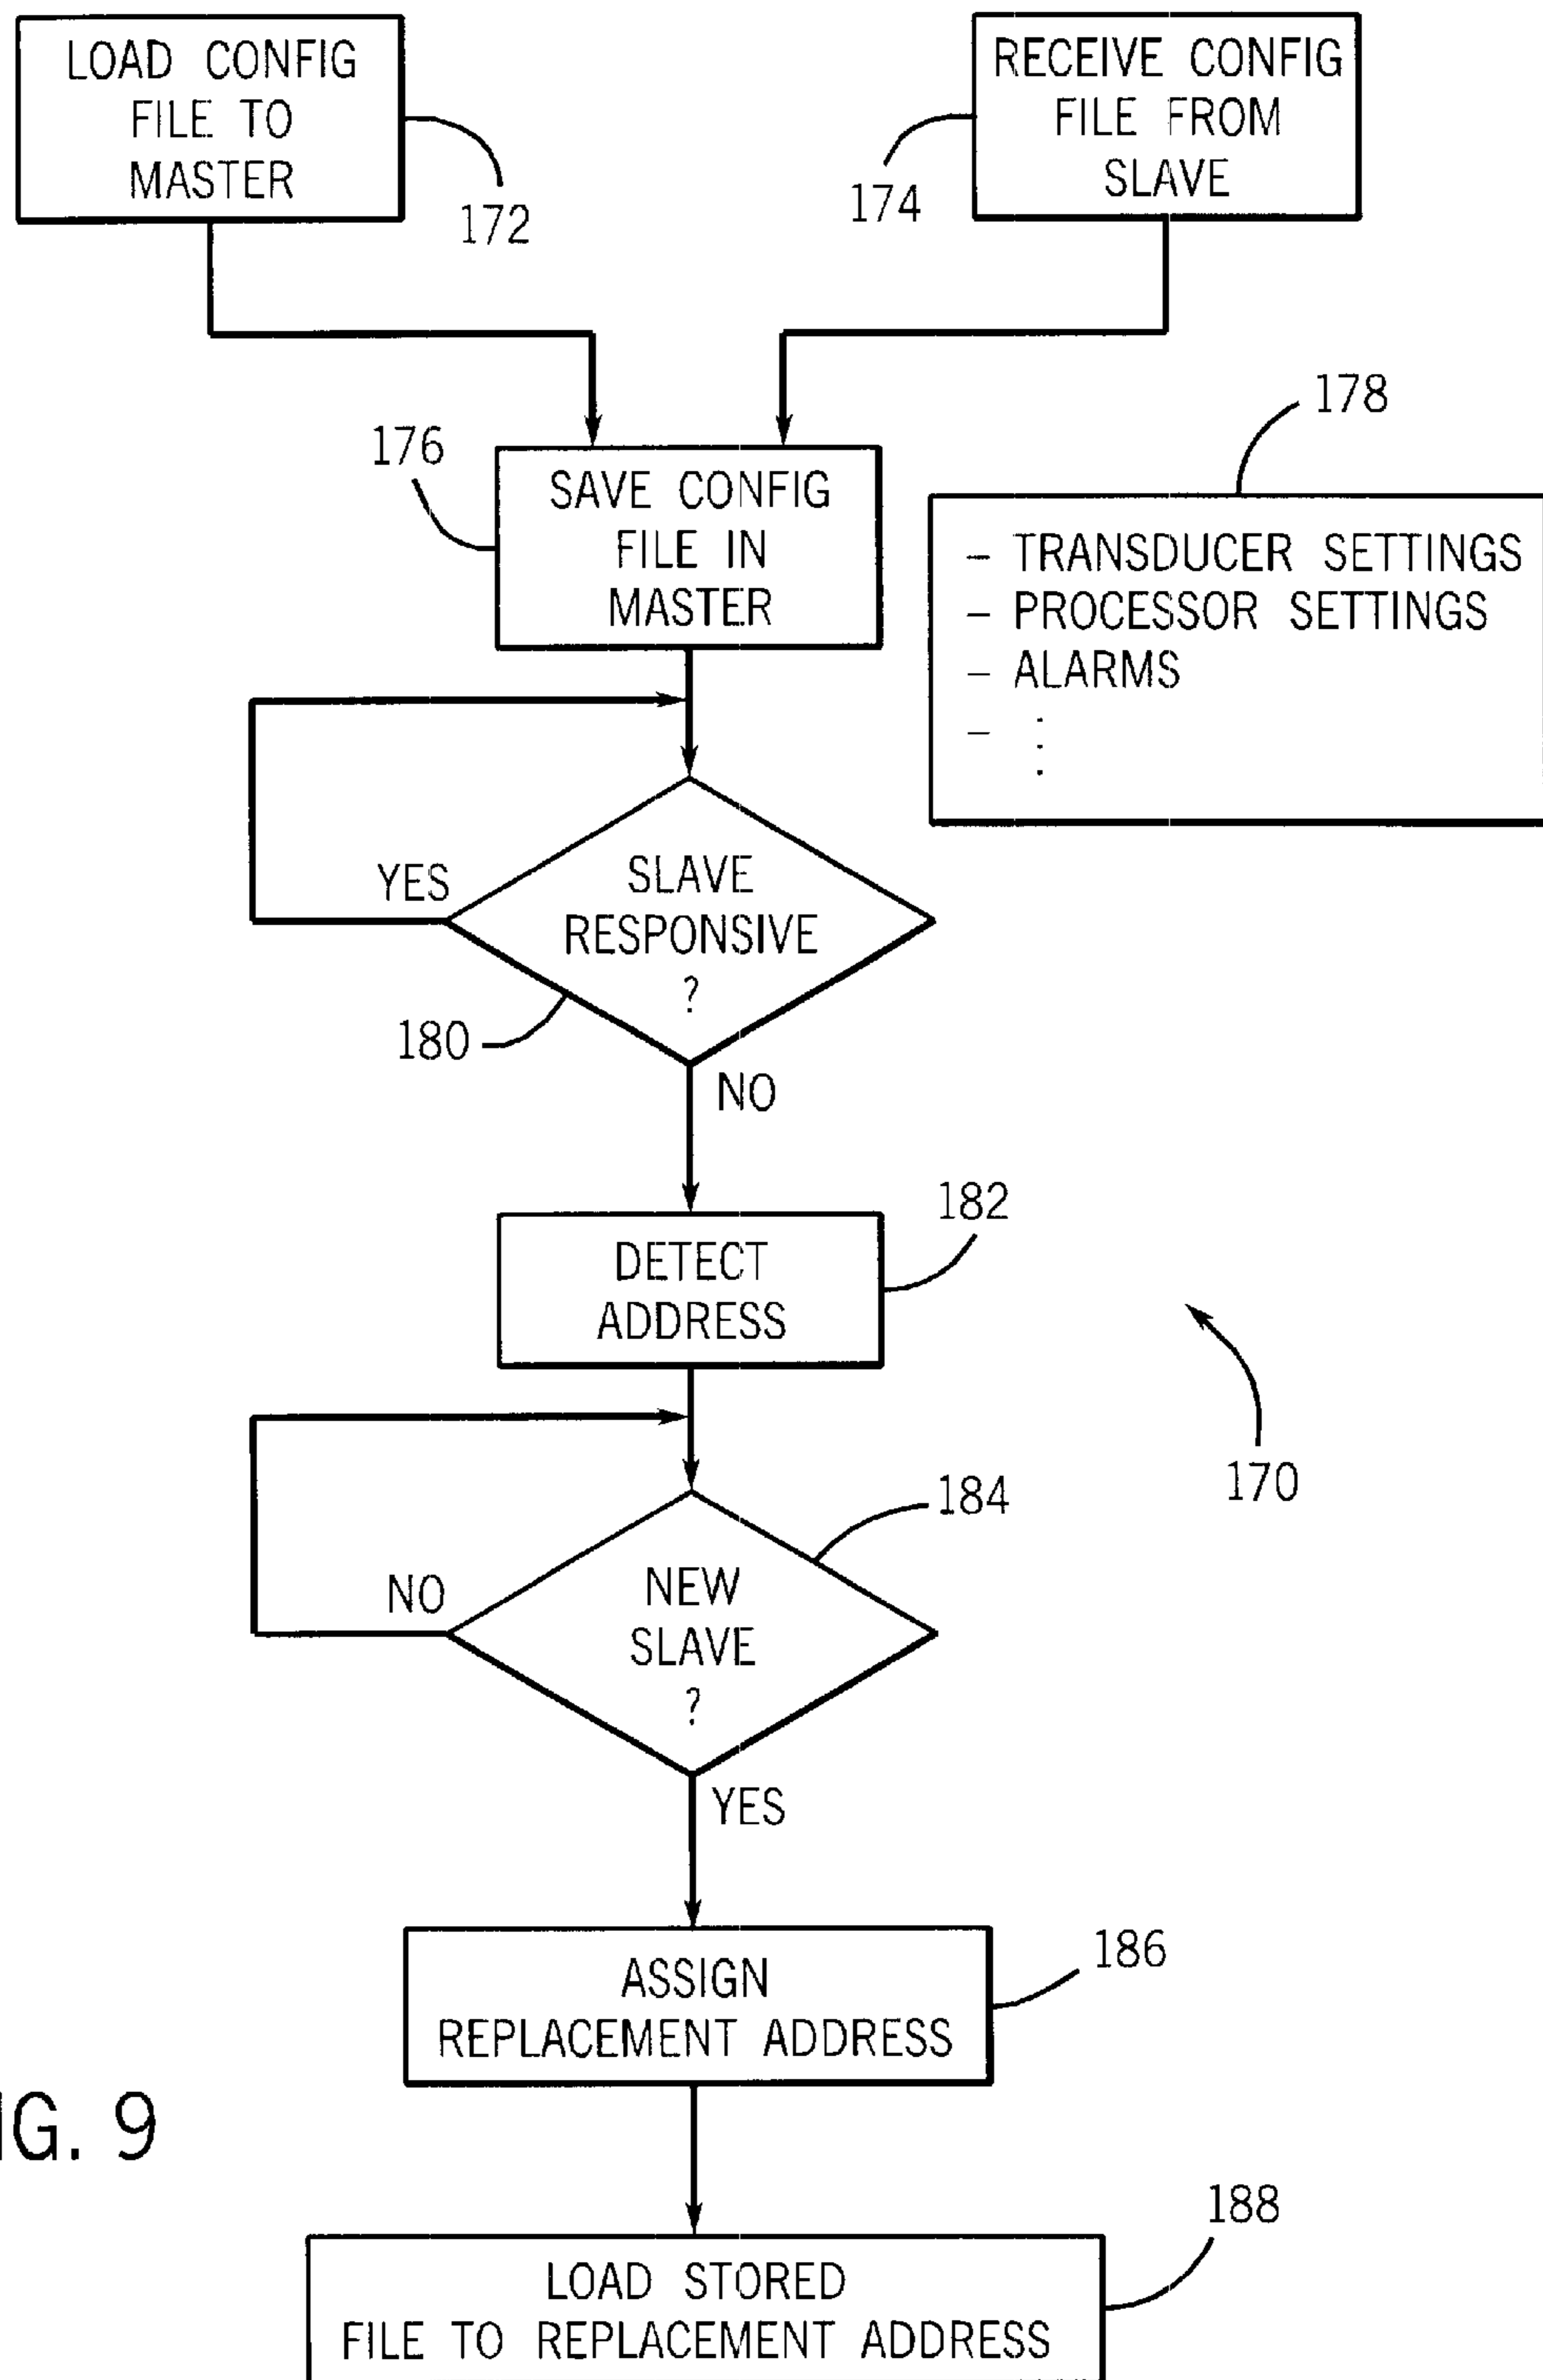 LOAD CONFIG
FILE TO
MASTER
172
RECEIVE CONFIG
FILE FROM
SLAVE
174
176
SAVE CONFIG
FILE IN
MASTER
178
– TRANSDUCER SETTINGS
– PROCESSOR SETTINGS
– ALARMS
– ⋮
YES
SLAVE
RESPONSIVE
?
180
NO
182
DETECT
ADDRESS
170
184
NO
NEW
SLAVE
?
YES
186
ASSIGN
REPLACEMENT ADDRESS
IG. 9
188
LOAD STORED
FILE TO REPLACEMENT ADDRESS